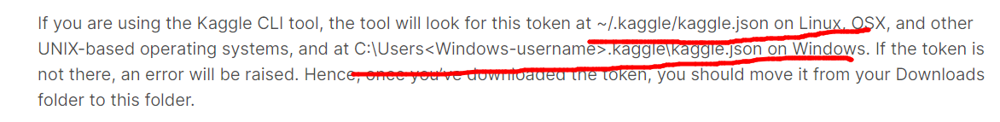 If you are using the Kaggle CLI tool, the tool will look for this token at ~/.kaggle/kaggle.json on Linux, OSX, and other
UNIX-based operating systems, and at C:\Users<Windows-username>.kaggle\kaggle.json on Windows. If the token is
not there, an error will be raised. Hence, once you've downloaded the token, you should move it from your Downloads
folder to this folder.